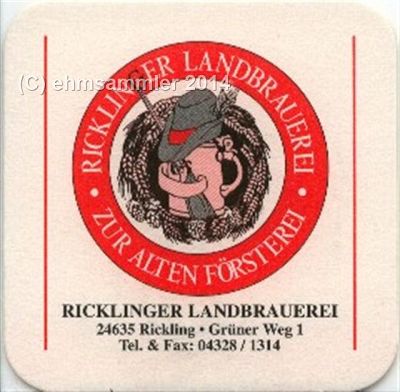 (C) ehmsammler 2014
RICKLINGER LANDBRAUEREI
• ZUR ALTEN FÖRSTEREI •
RICKLINGER LANDBRAUEREI
24635 Rickling • Grüner Weg 1
Tel. & Fax: 04328 / 1314